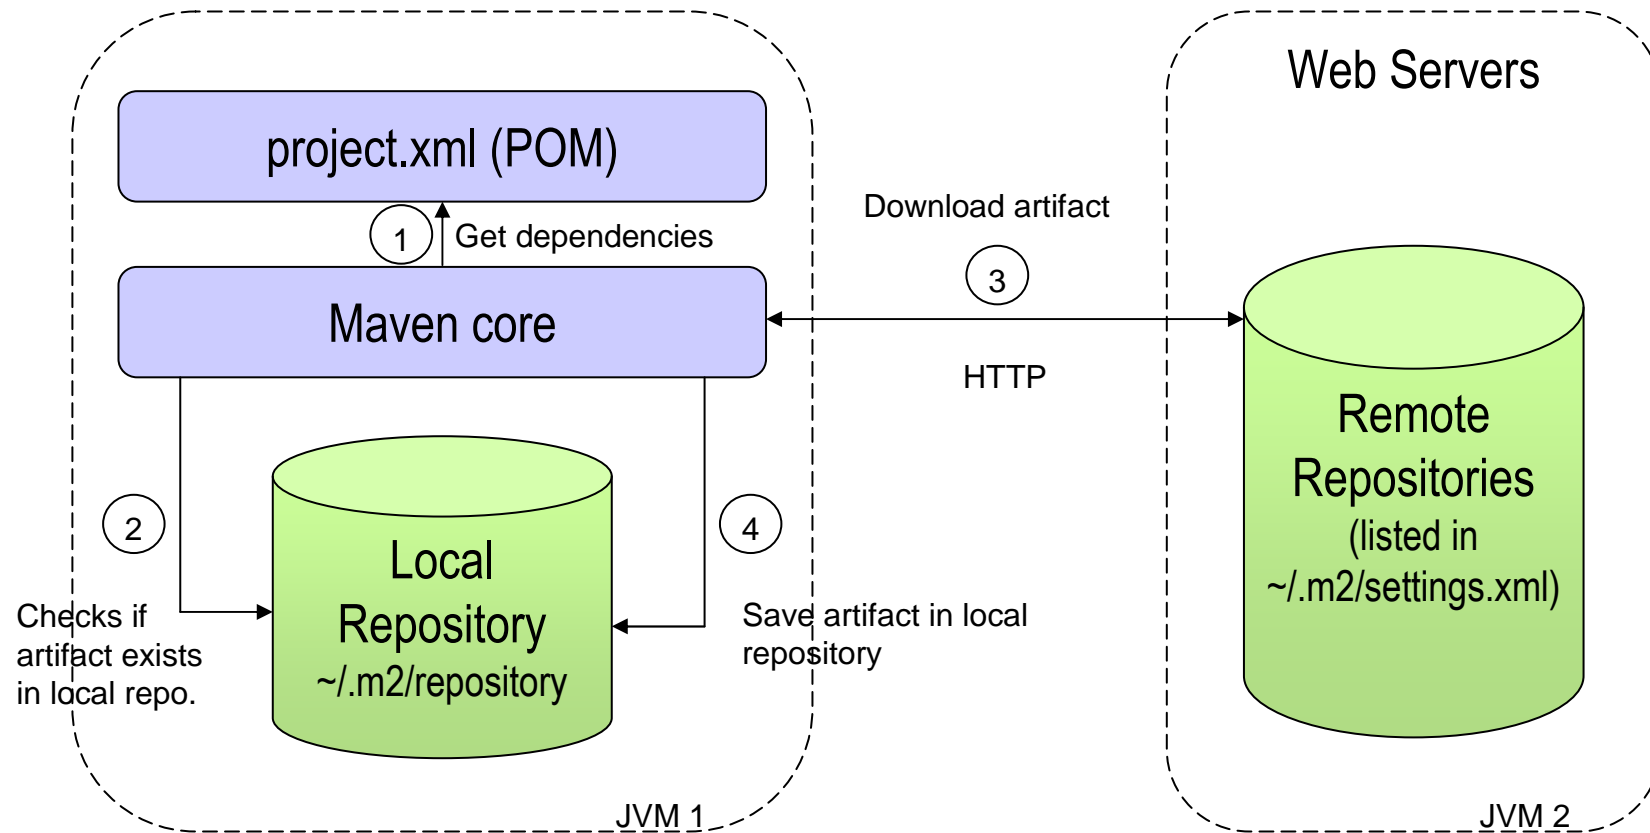 Web Servers
project.xml (POM)
1
Get dependencies
Download artifact
3
Maven core
HTTP
2
4
Checks if
artifact exists
in local repo.
Local
Repository
~/.m2/repository
Save artifact in local
repository
Remote
Repositories
(listed in
~/.m2/settings.xml)
JVM 1
JVM 2